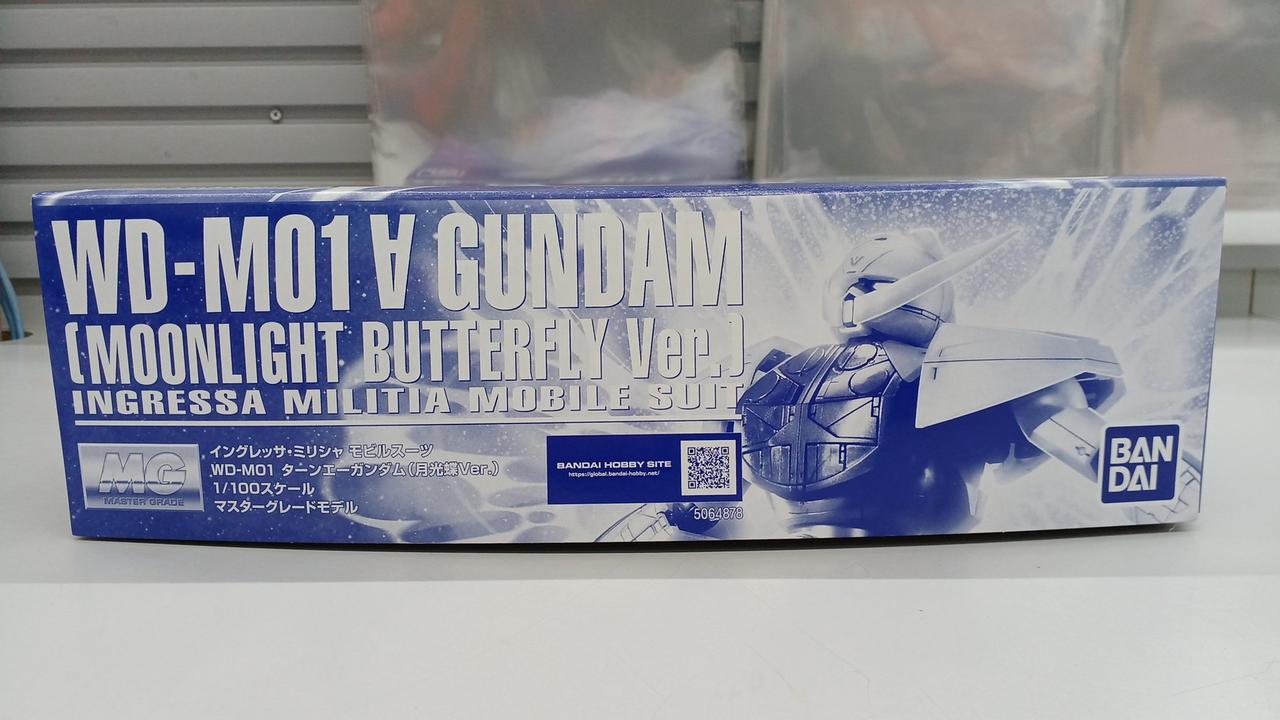 WD-M01 ∀ GUNDAM
(MOONLIGHT BUTTERFLY Ver.)
INGRESSA MILITIA MOBILE SUIT
MG
MASTER GRADE
イングレッサ・ミリシャ モビルスーツ
WD-M01 ターンエーガンダム(月光蝶Ver.)
1/100スケール
マスターグレードモデル
BANDAI HOBBY SITE
https://global.bandai-hobby.net/
5064878
BAN
DAI